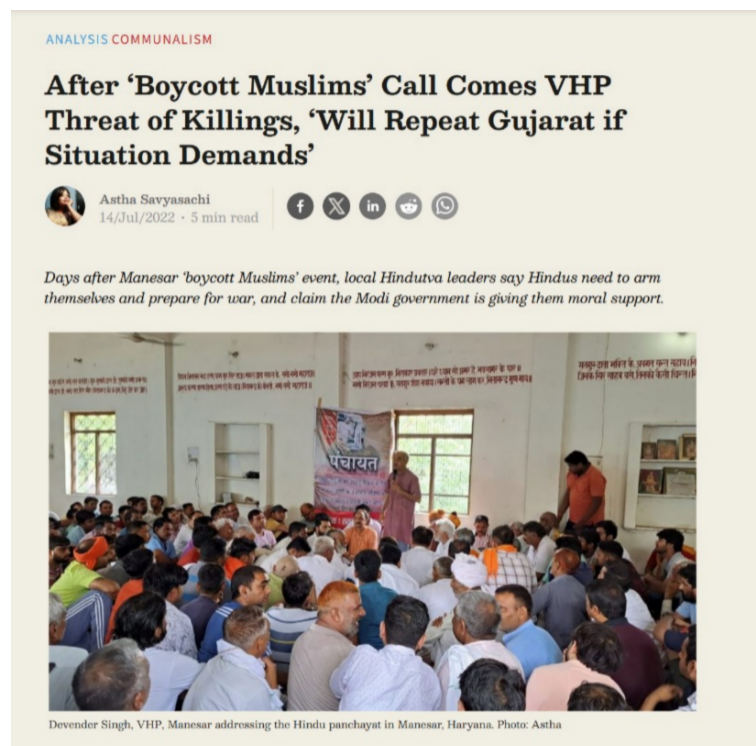 ANALYSIS COMMUNALISM
After ‘Boycott Muslims’ Call Comes VHP
Threat of Killings, ‘Will Repeat Gujarat if
Situation Demands’
Astha Savyasachi
14/Jul/2022 · 5 min read
Days after Manesar ‘boycott Muslims’ event, local Hindutva leaders say Hindus need to arm
themselves and prepare for war, and claim the Modi government is giving them moral support.
पंचायत
Devender Singh, VHP, Manesar addressing the Hindu panchayat in Manesar, Haryana. Photo: Astha